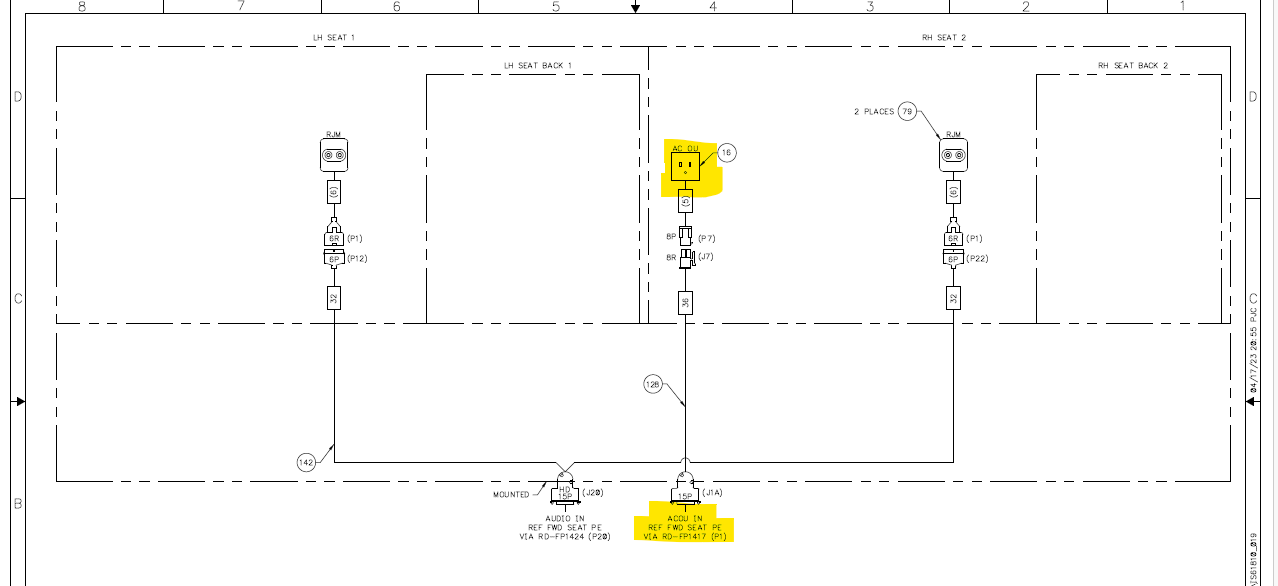 8 7 6 5 4 3 2 1
LH SEAT 1
RH SEAT 2
LH SEAT BACK 1
RH SEAT BACK 2
D
D
2 PLACES 79
RJM
AC OU
16
RJM
(6)
(5)
(6)
6R (P1)
8P (P7)
6R (P1)
6P (P12)
8R (J7)
6P (P22)
C
C
32
36
32
128
142
MOUNTED
HD
15P
(J20)
15P
(J1A)
B
AUDIO IN
REF FWD SEAT PE
VIA RD-FP1424 (P20)
ACOU IN
REF FWD SEAT PE
VIA RD-FP1417 (P1)
04/17/23 20:55 PJC